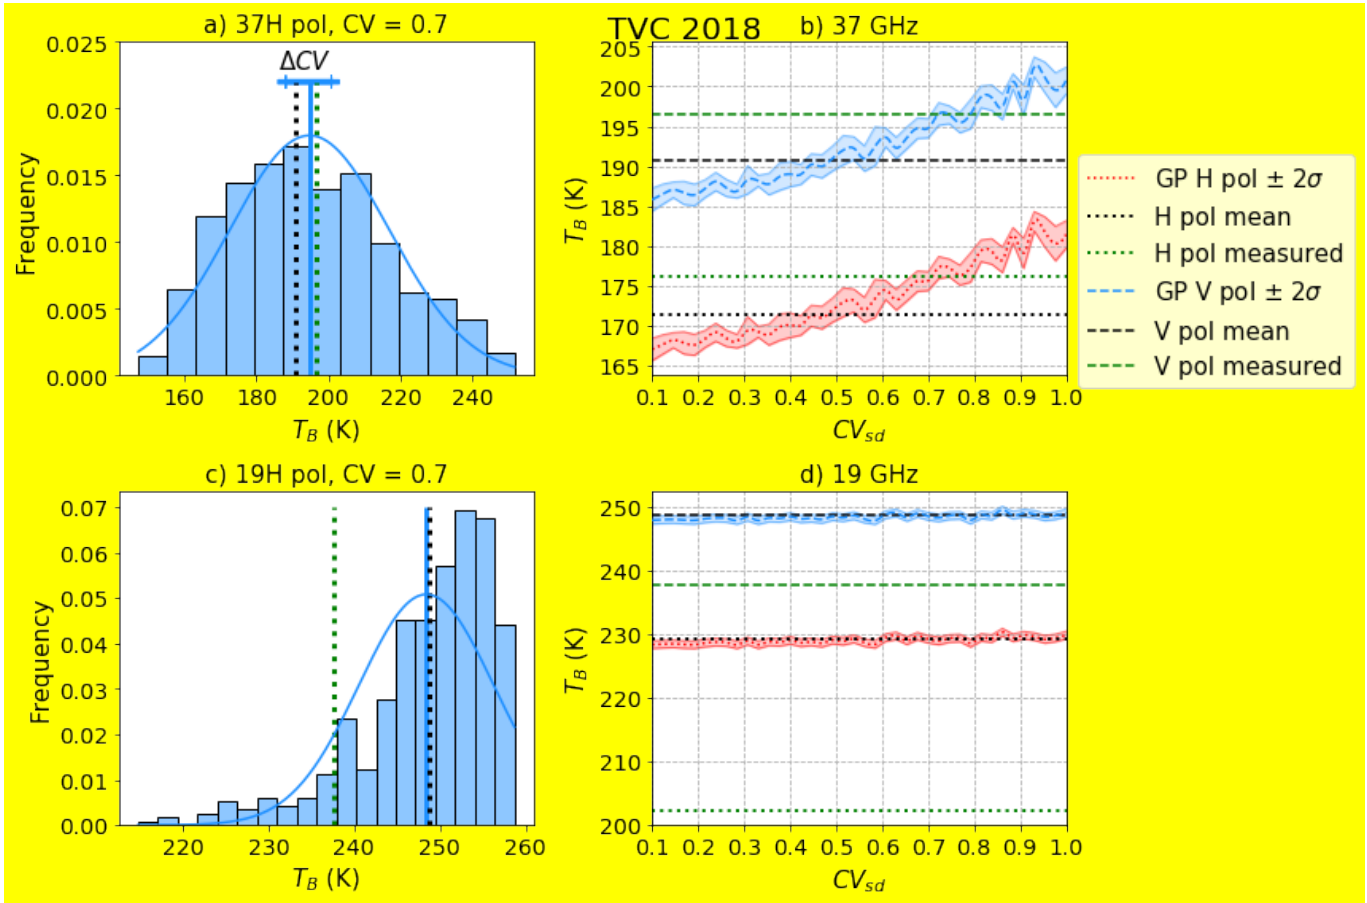 TVC 2018
a) 37H pol, CV = 0.7
ΔCV
0.025
0.020
0.015
0.010
0.005
0.000
Frequency
160 180 200 220 240
T_B (K)
b) 37 GHz
205
200
195
190
185
180
175
170
165
T_B (K)
0.1 0.2 0.3 0.4 0.5 0.6 0.7 0.8 0.9 1.0
CV_sd
GP H pol ± 2σ
H pol mean
H pol measured
GP V pol ± 2σ
V pol mean
V pol measured
c) 19H pol, CV = 0.7
0.07
0.06
0.05
0.04
0.03
0.02
0.01
0.00
Frequency
220 230 240 250 260
T_B (K)
d) 19 GHz
250
240
230
220
210
200
T_B (K)
0.1 0.2 0.3 0.4 0.5 0.6 0.7 0.8 0.9 1.0
CV_sd